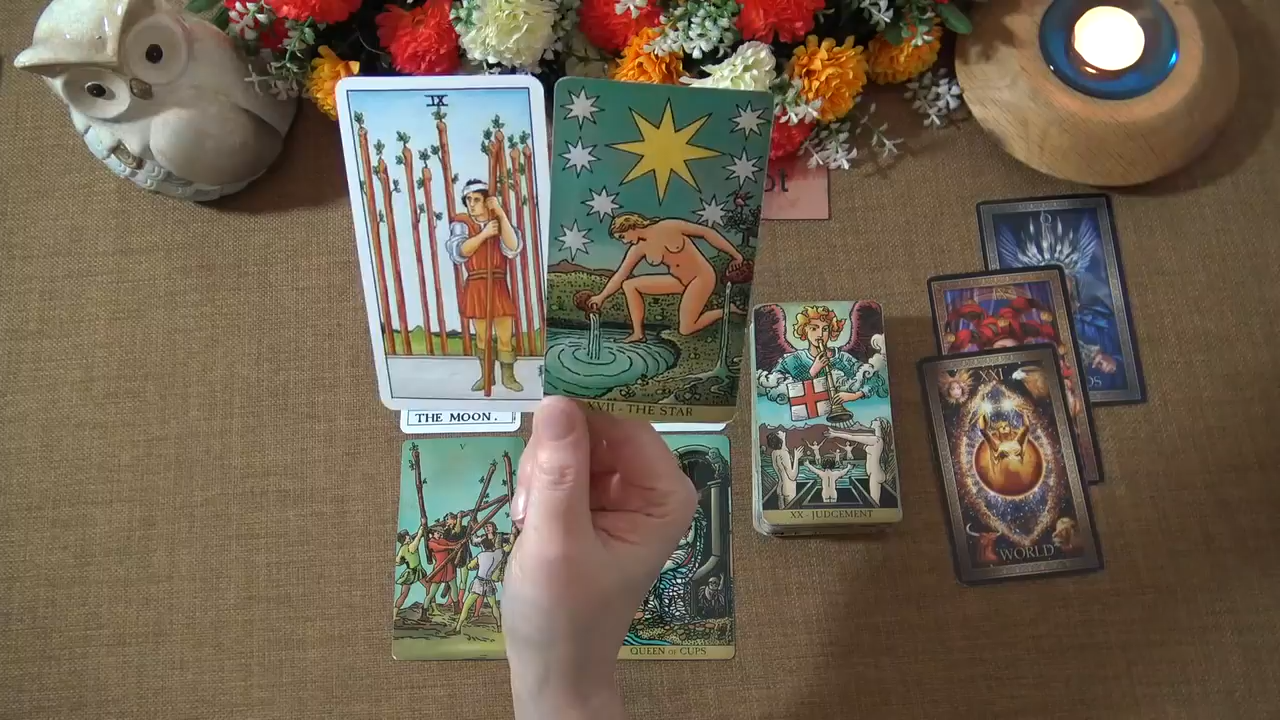 IX
XVII - THE STAR
THE MOON.
V
QUEEN OF CUPS
XX - JUDGEMENT
XXI
WORLD